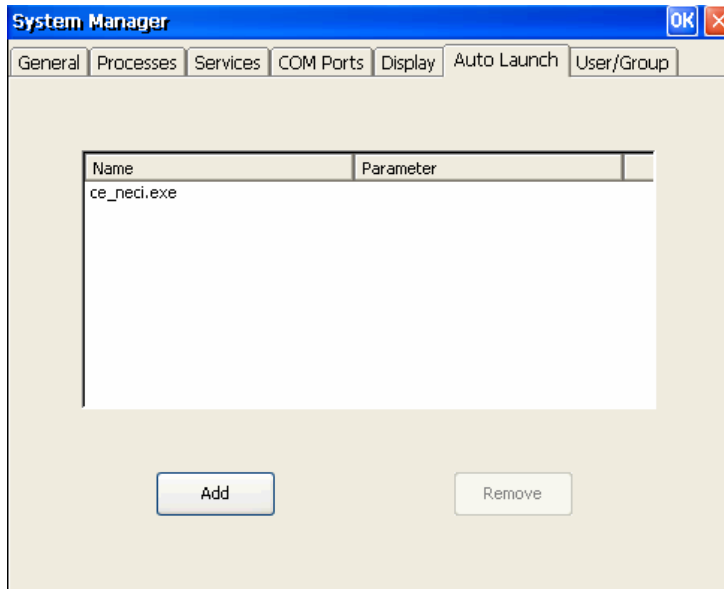 System Manager OK
General Processes Services COM Ports Display Auto Launch User/Group
Name Parameter
ce_neci.exe
Add Remove